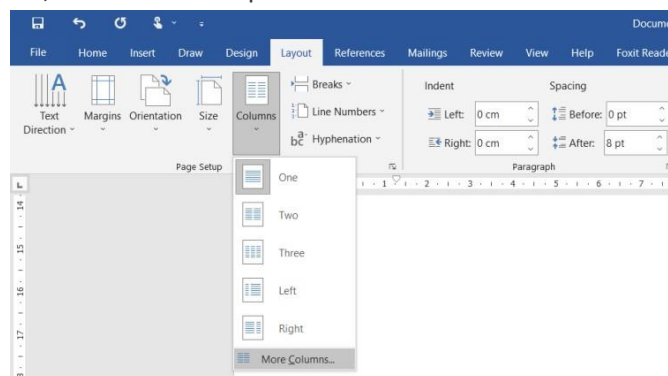 Docume
File Home Insert Draw Design Layout References Mailings Review View Help Foxit Reade
Text Direction Margins Orientation Size Columns
Breaks
Line Numbers
Hyphenation
Indent
Left: 0 cm
Right: 0 cm
Spacing
Before: 0 pt
After: 8 pt
Page Setup
Paragraph
One
Two
Three
Left
Right
More Columns...
1 2 3 4 5 6 7
14
15
16
17